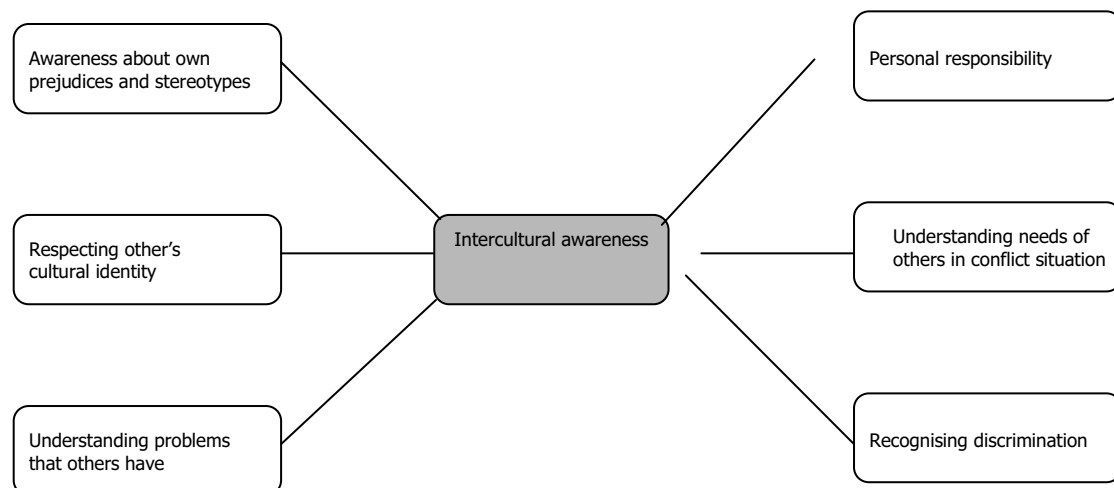 Awareness about own
prejudices and stereotypes
Personal responsibility
Intercultural awareness
Respecting other’s
cultural identity
Understanding needs of
others in conflict situation
Understanding problems
that others have
Recognising discrimination